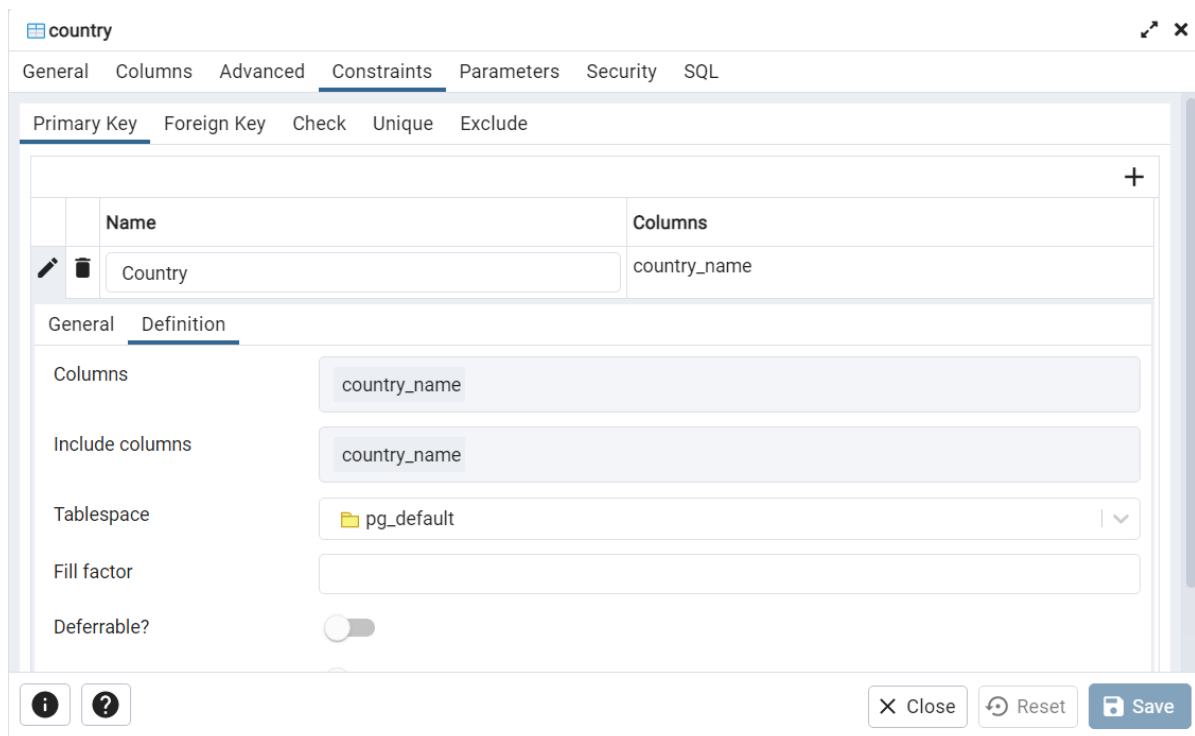 country
General Columns Advanced Constraints Parameters Security SQL
Primary Key Foreign Key Check Unique Exclude
Name Columns
Country country_name
General Definition
Columns country_name
Include columns country_name
Tablespace pg_default
Fill factor
Deferrable?
Close Reset Save